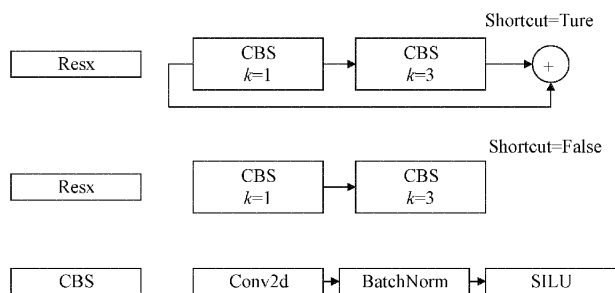 Shortcut=Ture
Resx
CBS
k=1
CBS
k=3
+
Shortcut=False
Resx
CBS
k=1
CBS
k=3
CBS
Conv2d
BatchNorm
SILU